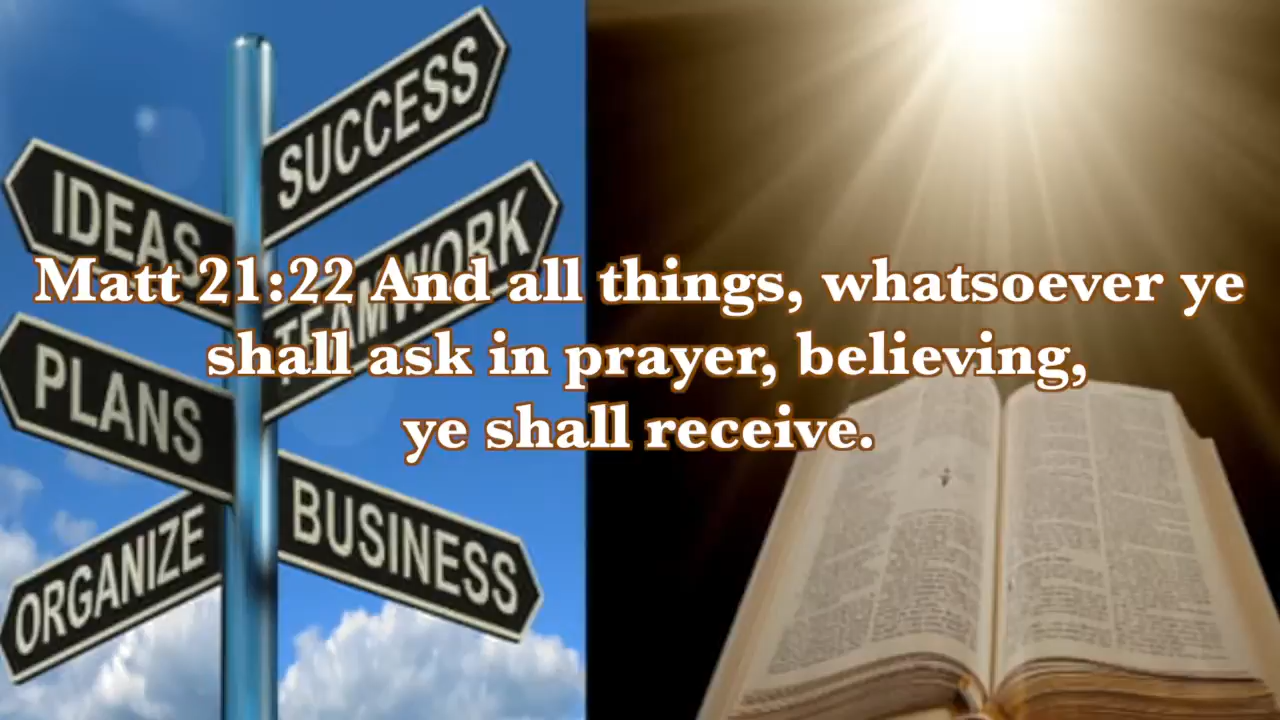 SUCCESS
IDEAS
TEAMWORK
PLANS
BUSINESS
ORGANIZE
Matt 21:22 And all things, whatsoever ye
shall ask in prayer, believing,
ye shall receive.